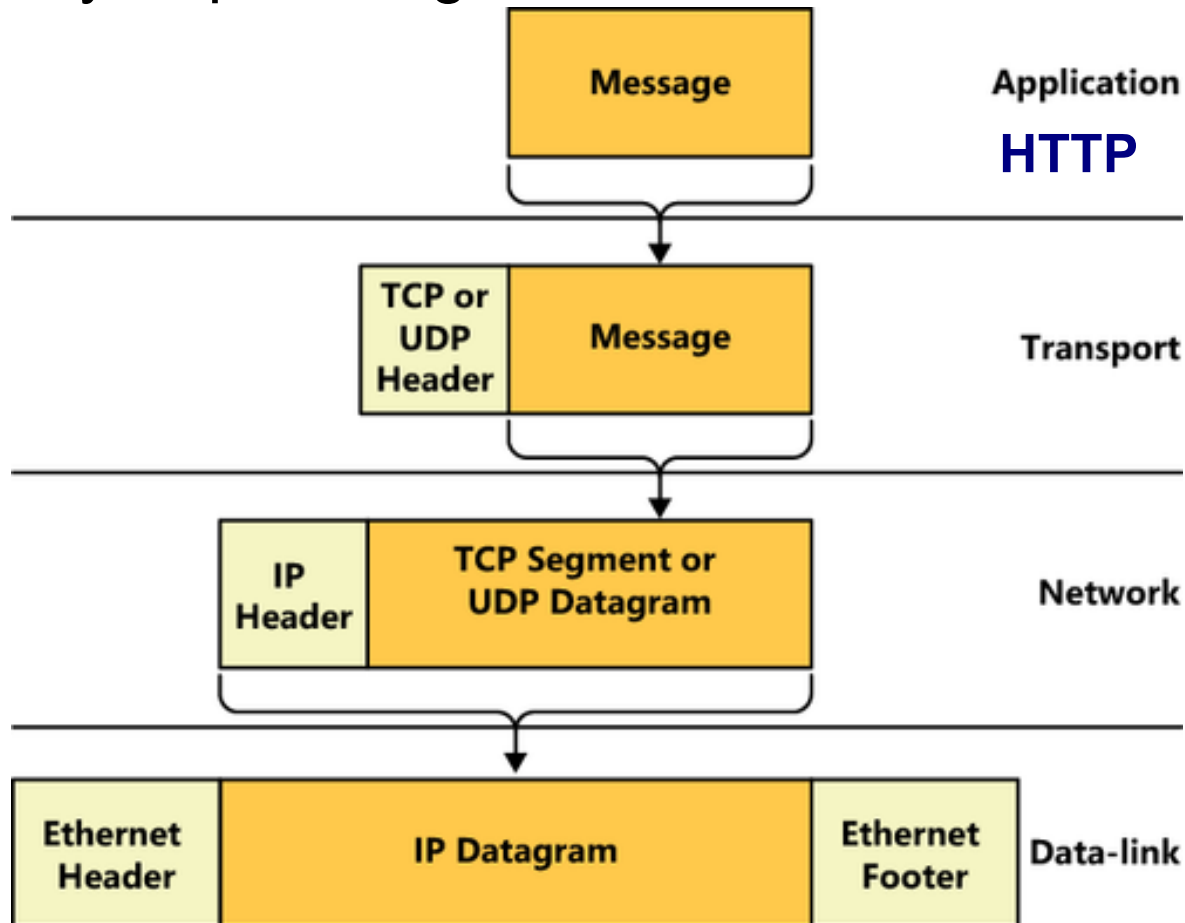 Message
Application
HTTP
TCP or
UDP
Header
Message
Transport
IP
Header
TCP Segment or
UDP Datagram
Network
Ethernet
Header
IP Datagram
Ethernet
Footer
Data-link